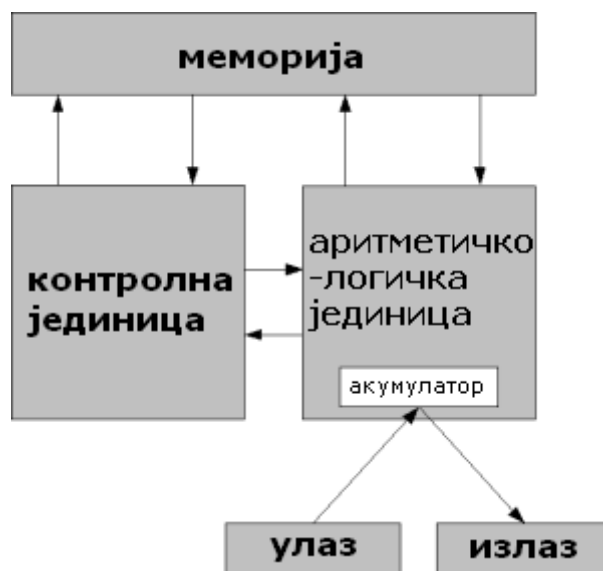 меморија
контролна
јединица
аритметичко
-логичка
јединица
акумулатор
улаз
излаз